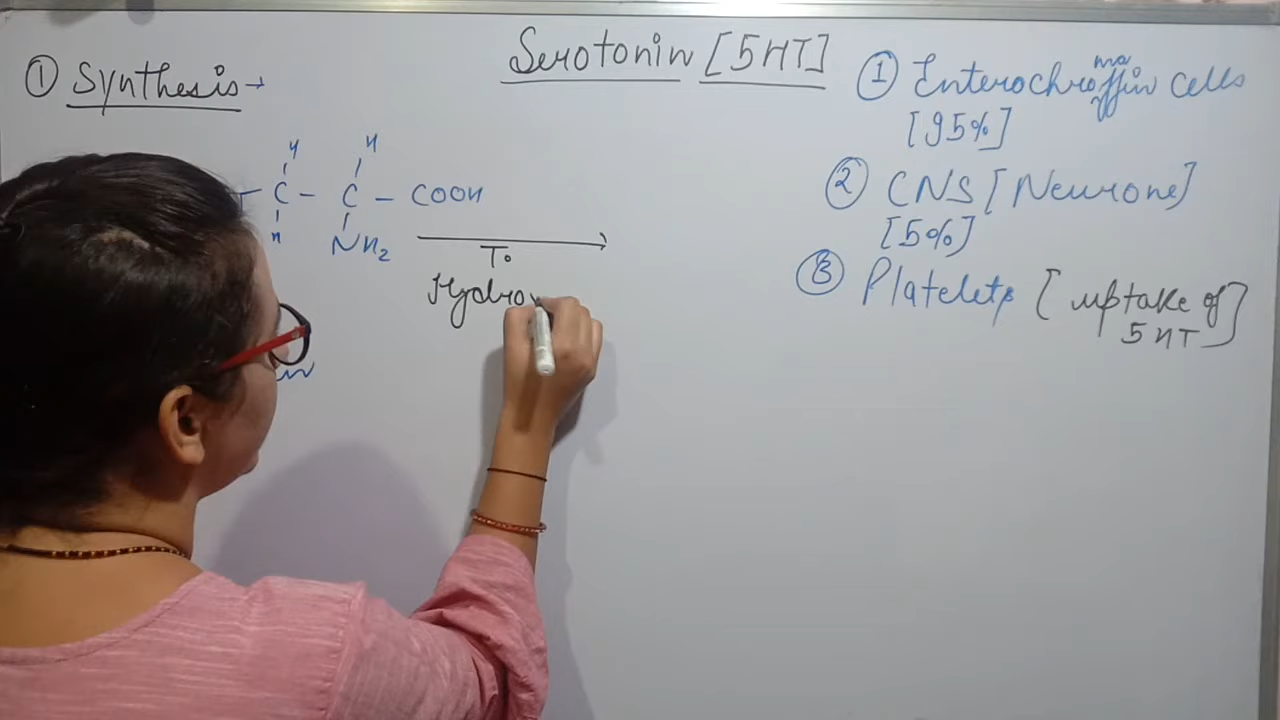 Serotonin [5HT]
① Synthesis→
H H
C - C - COOH
H NH2
T.
Hydrox
① Enterochromaffin cells
[95%]
② CNS [Neurone]
[5%]
③ Platelets [uptake of
5HT]